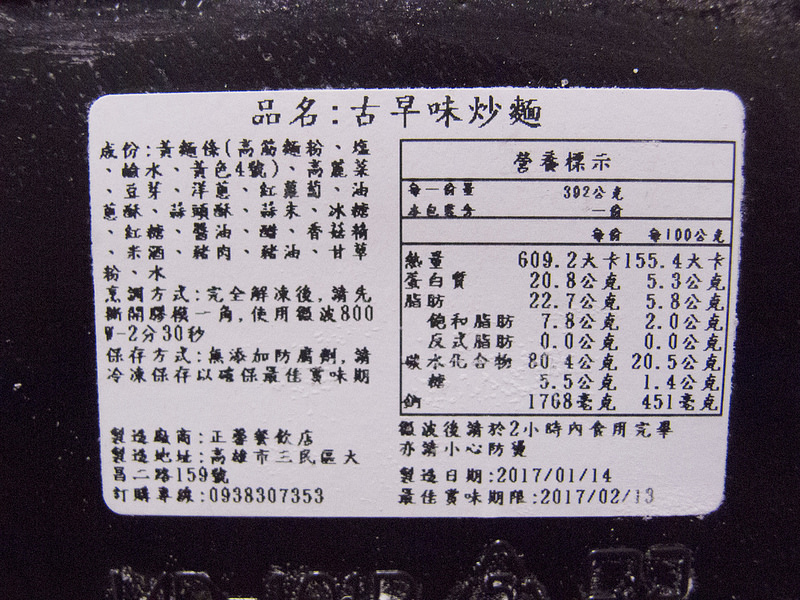 品名:古早味炒麵
成份:黃麵條(高筋麵粉、鹽
、鹼水、黃色4號)、高麗菜
、豆芽、洋蔥、紅蘿蔔、油
蔥酥、蒜頭酥、蒜末、冰糖
、紅糖、醬油、醋、香菇精
、米酒、豬肉、豬油、甘草
粉、水
烹調方式:完全解凍後,請先
撕開膠模一角,使用微波800
W-2分30秒
保存方式:無添加防腐劑,請
冷凍保存以確保最佳賞味期
製造廠商:正馨餐飲店
製造地址:高雄市三民區大
昌二路159號
訂購專線:0938307353
營養標示
每一份量 392公克
本包裝含 一份
每份 每100公克
熱量 609.2大卡 155.4大卡
蛋白質 20.8公克 5.3公克
脂肪 22.7公克 5.8公克
飽和脂肪 7.8公克 2.0公克
反式脂肪 0.0公克 0.0公克
碳水化合物 80.4公克 20.5公克
糖 5.5公克 1.4公克
鈉 1768毫克 451毫克
微波後請於2小時內食用完畢
亦請小心防燙
製造日期:2017/01/14
最佳賞味期限:2017/02/13